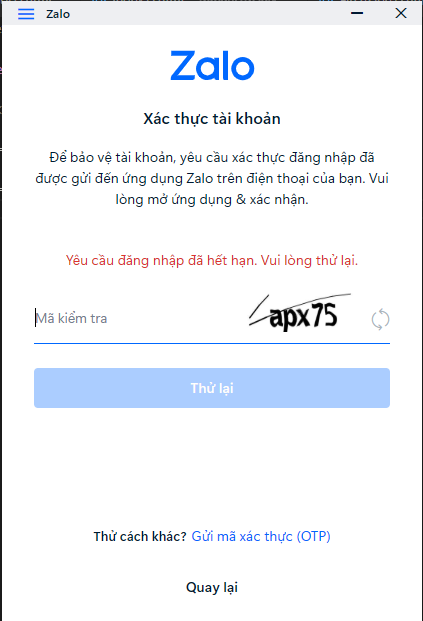 Zalo
Zalo
Xác thực tài khoản
Để bảo vệ tài khoản, yêu cầu xác thực đăng nhập đã
được gửi đến ứng dụng Zalo trên điện thoại của bạn. Vui
lòng mở ứng dụng & xác nhận.
Yêu cầu đăng nhập đã hết hạn. Vui lòng thử lại.
Mã kiểm tra apx75
Thử lại
Thử cách khác? Gửi mã xác thực (OTP)
Quay lại